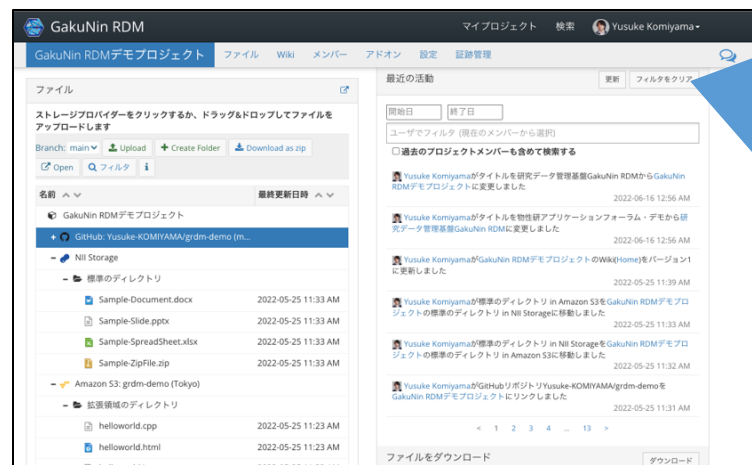 GakuNin RDM
マイプロジェクト 検索 Yusuke Komiyama
GakuNin RDMデモプロジェクト ファイル Wiki メンバー アドオン 設定 証跡管理
ファイル
ストレージプロバイダーをクリックするか、ドラッグ&ドロップしてファイルを
アップロードします
Branch: main Upload Create Folder Download as zip
Open フィルタ i
名前 最終更新日時
GakuNin RDMデモプロジェクト
+ GitHub: Yusuke-KOMIYAMA/grdm-demo (m...
− NII Storage
− 標準のディレクトリ
Sample-Document.docx 2022-05-25 11:33 AM
Sample-Slide.pptx 2022-05-25 11:33 AM
Sample-SpreadSheet.xlsx 2022-05-25 11:33 AM
Sample-ZipFile.zip 2022-05-25 11:33 AM
− Amazon S3: grdm-demo (Tokyo)
− 拡張領域のディレクトリ
helloworld.cpp 2022-05-25 11:23 AM
helloworld.html 2022-05-25 11:23 AM
最近の活動 更新 フィルタをクリア
開始日 終了日
ユーザでフィルタ (現在のメンバーから選択)
過去のプロジェクトメンバーも含めて検索する
Yusuke Komiyamaがタイトルを研究データ管理基盤GakuNin RDMからGakuNin
RDMデモプロジェクトに変更しました
2022-06-16 12:56 AM
Yusuke Komiyamaがタイトルを物性研アプリケーションフォーラム・デモから研
究データ管理基盤GakuNin RDMに変更しました
2022-06-16 12:56 AM
Yusuke KomiyamaがGakuNin RDMデモプロジェクトのWiki(Home)をバージョン1
に更新しました
2022-05-25 11:39 AM
Yusuke Komiyamaが標準のディレクトリ in Amazon S3をGakuNin RDMデモプロ
ジェクトの標準のディレクトリ in NII Storageに移動しました
2022-05-25 11:33 AM
Yusuke Komiyamaが標準のディレクトリ in NII StorageをGakuNin RDMデモプロ
ジェクトの標準のディレクトリ in Amazon S3に移動しました
2022-05-25 11:32 AM
Yusuke KomiyamaがGitHubリポジトリYusuke-KOMIYAMA/grdm-demoを
GakuNin RDMデモプロジェクトにリンクしました
2022-05-25 11:31 AM
< 1 2 3 4 ... 13 >
ファイルをダウンロード ダウンロード